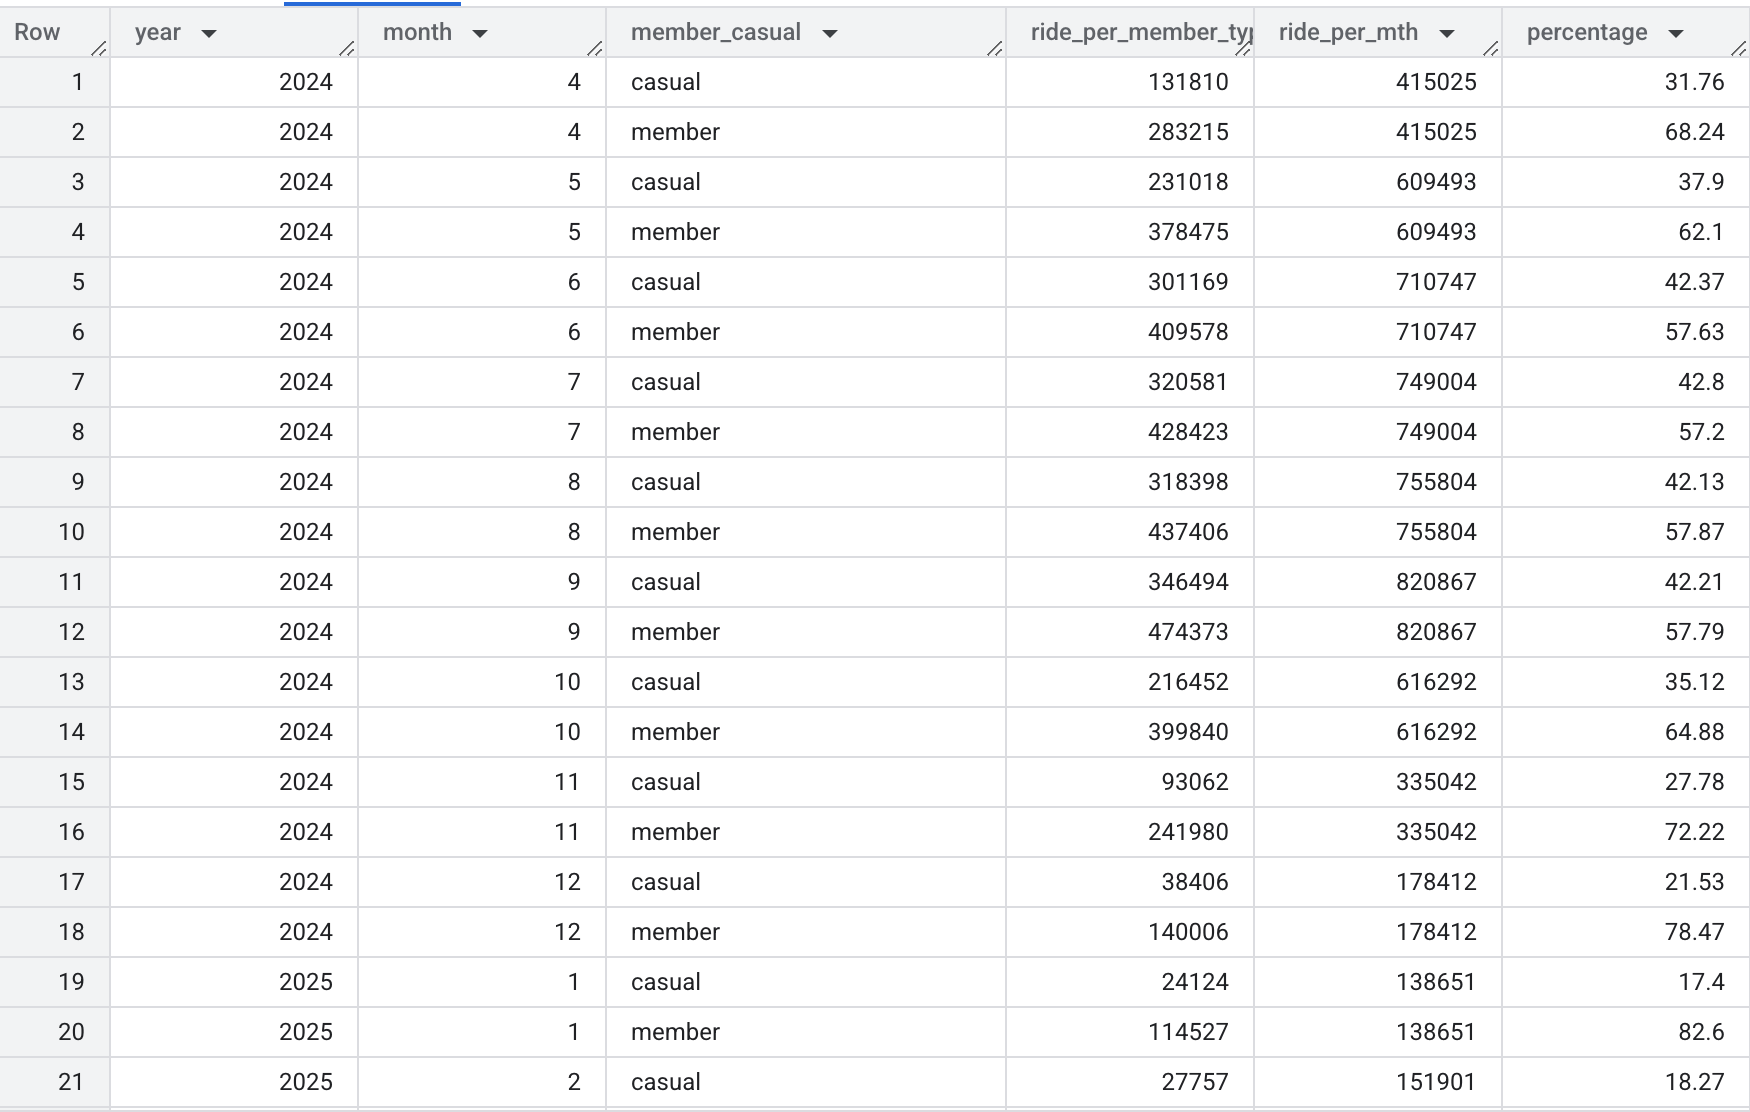 Row year month member_casual ride_per_member_typ ride_per_mth percentage
1 2024 4 casual 131810 415025 31.76
2 2024 4 member 283215 415025 68.24
3 2024 5 casual 231018 609493 37.9
4 2024 5 member 378475 609493 62.1
5 2024 6 casual 301169 710747 42.37
6 2024 6 member 409578 710747 57.63
7 2024 7 casual 320581 749004 42.8
8 2024 7 member 428423 749004 57.2
9 2024 8 casual 318398 755804 42.13
10 2024 8 member 437406 755804 57.87
11 2024 9 casual 346494 820867 42.21
12 2024 9 member 474373 820867 57.79
13 2024 10 casual 216452 616292 35.12
14 2024 10 member 399840 616292 64.88
15 2024 11 casual 93062 335042 27.78
16 2024 11 member 241980 335042 72.22
17 2024 12 casual 38406 178412 21.53
18 2024 12 member 140006 178412 78.47
19 2025 1 casual 24124 138651 17.4
20 2025 1 member 114527 138651 82.6
21 2025 2 casual 27757 151901 18.27